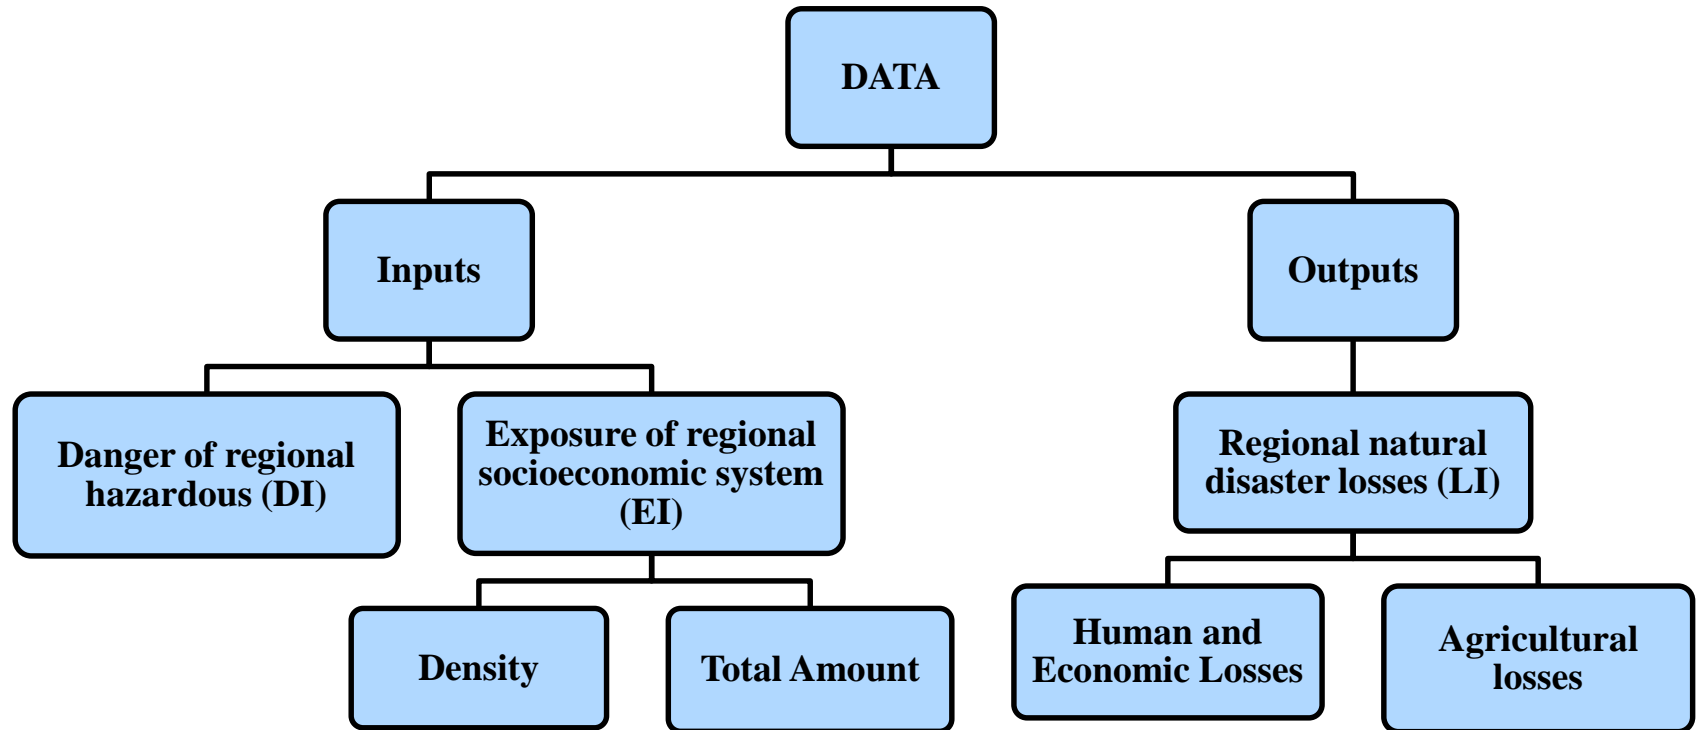 DATA
Inputs
Outputs
Danger of regional
hazardous (DI)
Exposure of regional
socioeconomic system
(EI)
Regional natural
disaster losses (LI)
Density
Total Amount
Human and
Economic Losses
Agricultural
losses